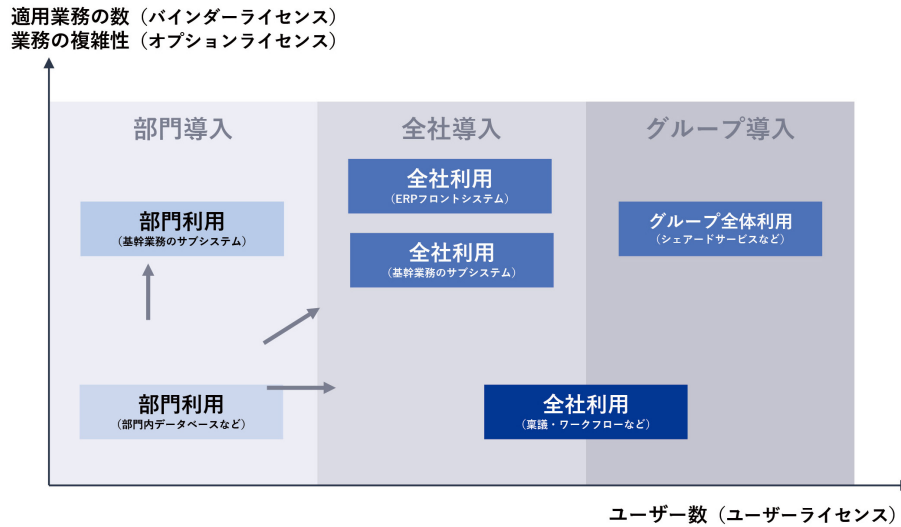 適用業務の数（バインダーライセンス）
業務の複雑性（オプションライセンス）
部門導入
全社導入
グループ導入
全社利用
（ERPフロントシステム）
部門利用
（基幹業務のサブシステム）
グループ全体利用
（シェアードサービスなど）
全社利用
（基幹業務のサブシステム）
部門利用
（部門内データベースなど）
全社利用
（稟議・ワークフローなど）
ユーザー数（ユーザーライセンス）